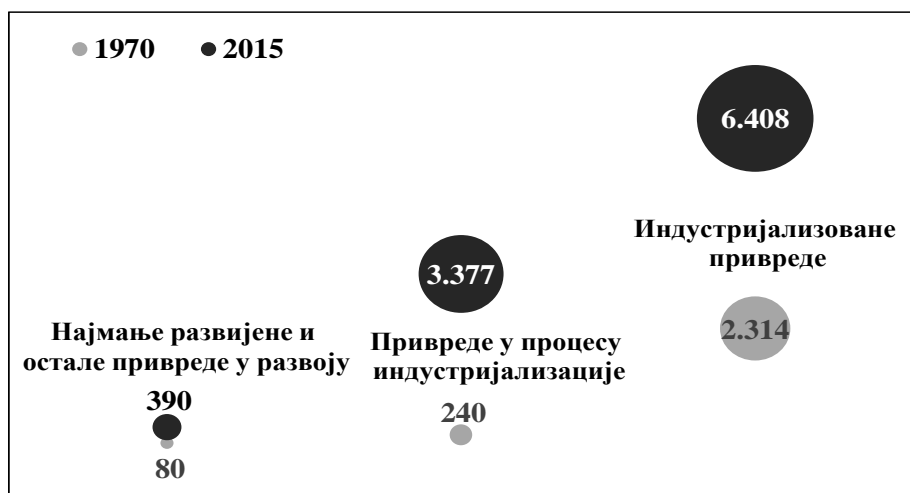 1970 2015
6.408
Индустријализоване
привреде
3.377
2.314
Најмање развијене и
остале привреде у развоју
Привреде у процесу
индустријализације
390
240
80